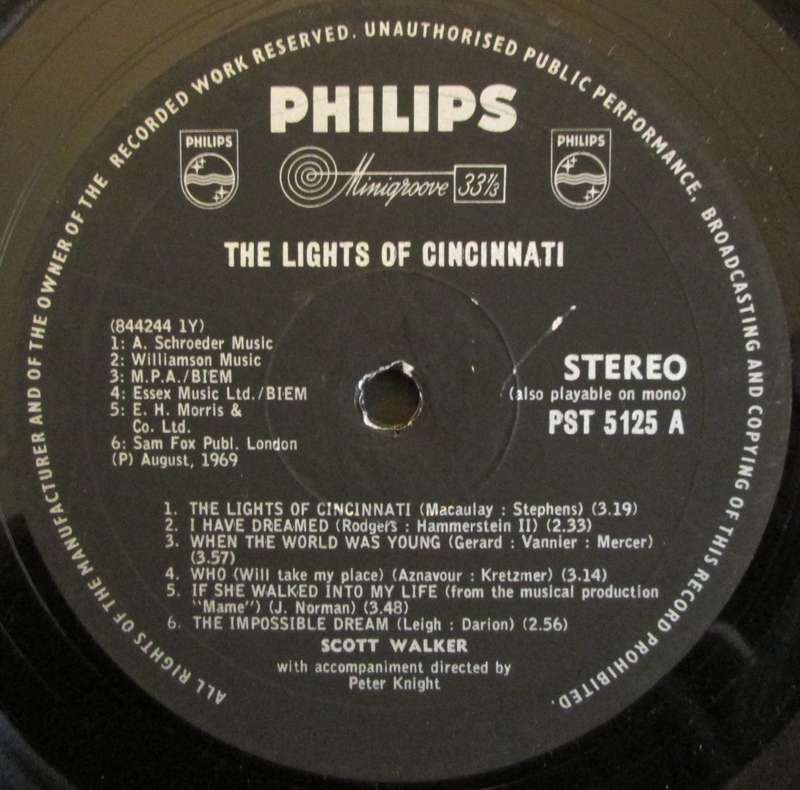 ALL RIGHTS OF THE MANUFACTURER AND OF THE OWNER OF THE RECORDED WORK RESERVED. UNAUTHORISED PUBLIC PERFORMANCE, BROADCASTING AND COPYING OF THIS RECORD PROHIBITED.
PHILIPS
PHILIPS
PHILIPS
Minigroove 33⅓
THE LIGHTS OF CINCINNATI
(844244 1Y)
1: A. Schroeder Music
2: Williamson Music
3: M.P.A./BIEM
4: Essex Music Ltd./BIEM
5: E. H. Morris &
Co. Ltd.
6: Sam Fox Publ. London
(P) August, 1969
STEREO
(also playable on mono)
PST 5125 A
1. THE LIGHTS OF CINCINNATI (Macaulay : Stephens) (3.19)
2. I HAVE DREAMED (Rodgers : Hammerstein II) (2.33)
3. WHEN THE WORLD WAS YOUNG (Gerard : Vannier : Mercer)
(3.57)
4. WHO (Will take my place) (Aznavour : Kretzmer) (3.14)
5. IF SHE WALKED INTO MY LIFE (from the musical production
"Mame") (J. Norman) (3.48)
6. THE IMPOSSIBLE DREAM (Leigh : Darion) (2.56)
SCOTT WALKER
with accompaniment directed by
Peter Knight